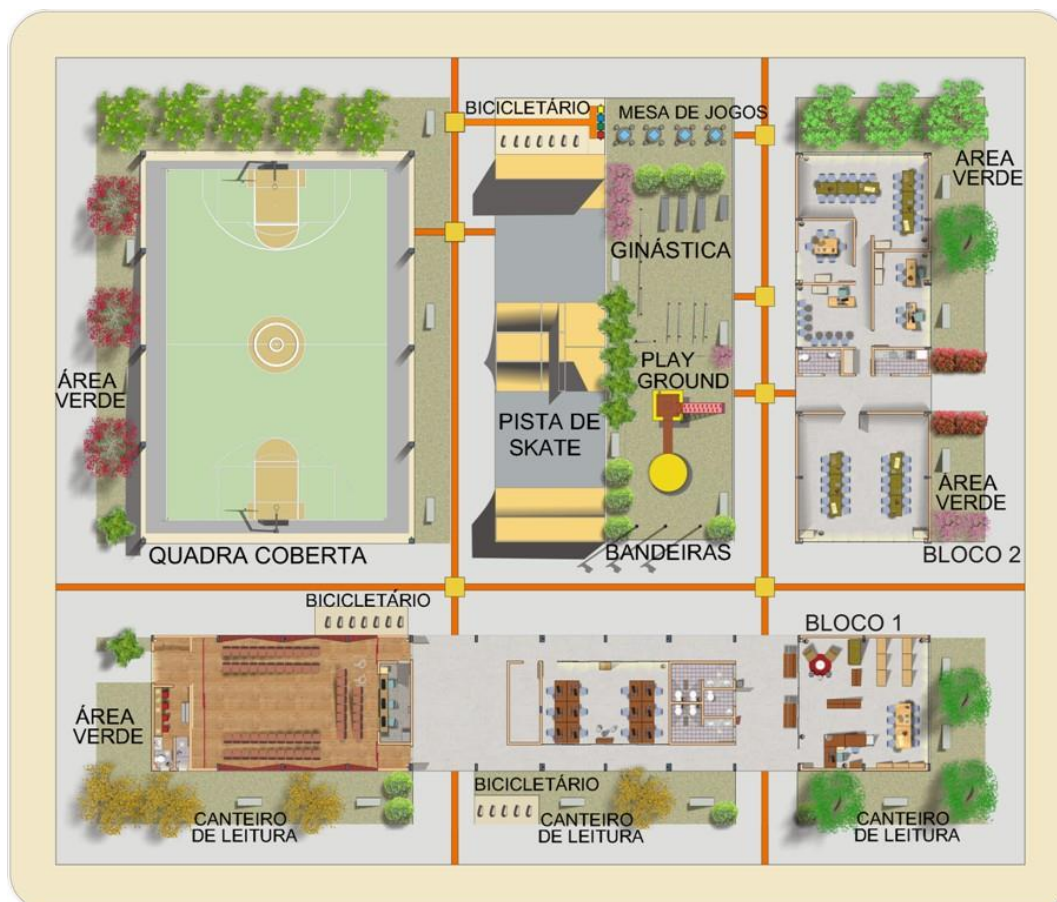 BICICLETÁRIO
MESA DE JOGOS
ÁREA
VERDE
GINÁSTICA
PLAY
GROUND
ÁREA
VERDE
PISTA DE
SKATE
ÁREA
VERDE
QUADRA COBERTA
BANDEIRAS
BLOCO 2
BICICLETÁRIO
BLOCO 1
ÁREA
VERDE
BICICLETÁRIO
CANTEIRO
DE LEITURA
CANTEIRO
DE LEITURA
CANTEIRO
DE LEITURA